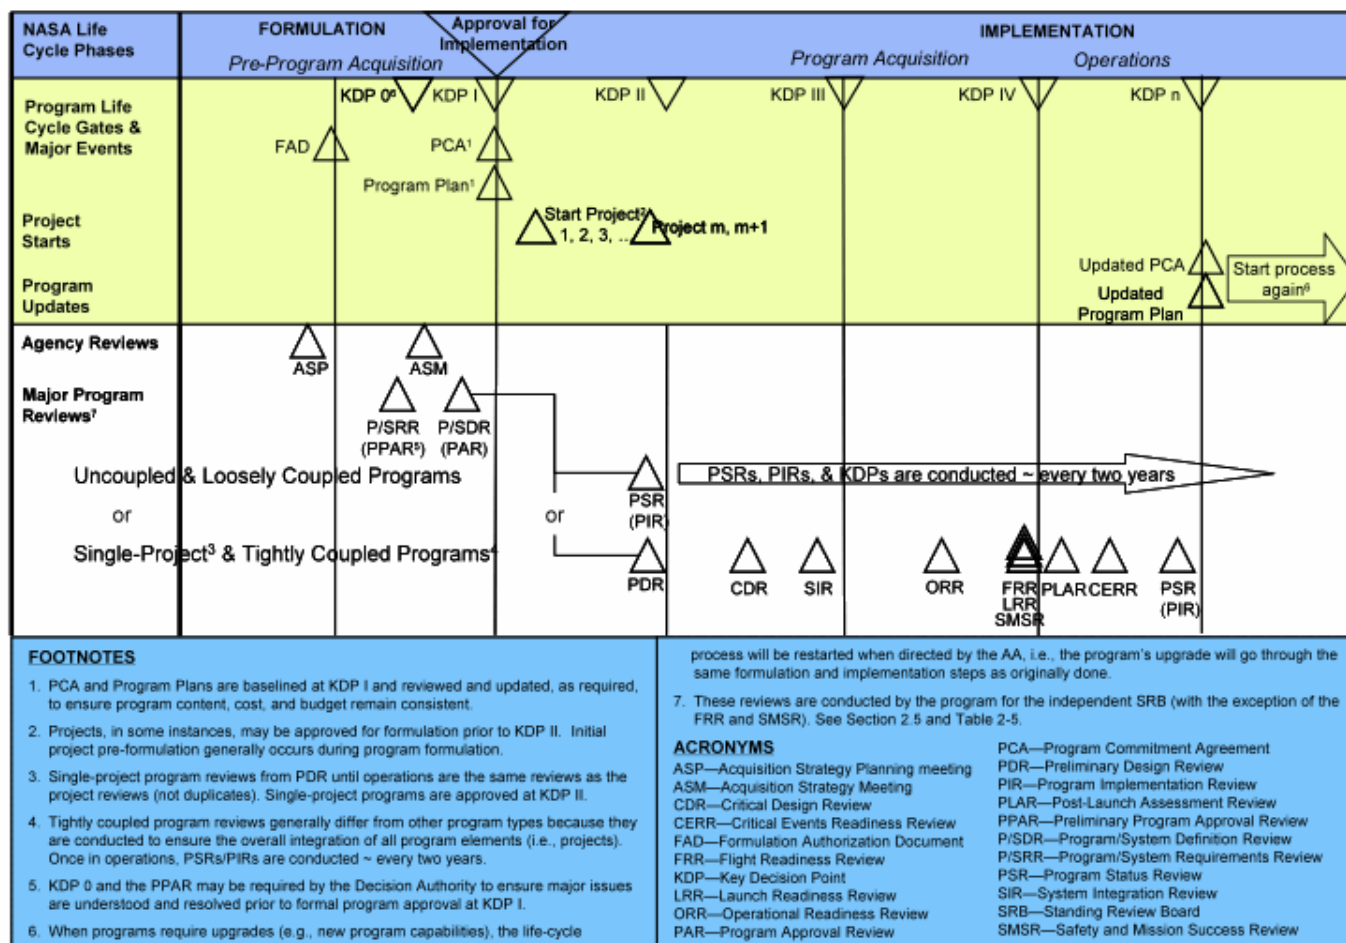 NASA Life
Cycle Phases
FORMULATION
Pre-Program Acquisition
Approval for
Implementation
IMPLEMENTATION
Program Acquisition
Operations
Program Life
Cycle Gates &
Major Events
KDP 0⁶
KDP I
KDP II
KDP III
KDP IV
KDP n
FAD
PCA¹
Program Plan¹
Project
Starts
Start Project²
1, 2, 3, ...
Project m, m+1
Program
Updates
Updated PCA
Updated
Program Plan
Start process
again⁶
Agency Reviews
ASP
ASM
Major Program
Reviews⁷
P/SRR
(PPAR⁵)
P/SDR
(PAR)
Uncoupled & Loosely Coupled Programs
or
Single-Project³ & Tightly Coupled Programs⁴
or
PSR
(PIR)
PSRs, PIRs, & KDPs are conducted ~ every two years
PDR
CDR
SIR
ORR
FRR
LRR
SMSR
PLAR
CERR
PSR
(PIR)
FOOTNOTES
1. PCA and Program Plans are baselined at KDP I and reviewed and updated, as required,
to ensure program content, cost, and budget remain consistent.
2. Projects, in some instances, may be approved for formulation prior to KDP II. Initial
project pre-formulation generally occurs during program formulation.
3. Single-project program reviews from PDR until operations are the same reviews as the
project reviews (not duplicates). Single-project programs are approved at KDP II.
4. Tightly coupled program reviews generally differ from other program types because they
are conducted to ensure the overall integration of all program elements (i.e., projects).
Once in operations, PSRs/PIRs are conducted ~ every two years.
5. KDP 0 and the PPAR may be required by the Decision Authority to ensure major issues
are understood and resolved prior to formal program approval at KDP I.
6. When programs require upgrades (e.g., new program capabilities), the life-cycle
process will be restarted when directed by the AA, i.e., the program's upgrade will go through the
same formulation and implementation steps as originally done.
7. These reviews are conducted by the program for the independent SRB (with the exception of the
FRR and SMSR). See Section 2.5 and Table 2-5.
ACRONYMS
ASP—Acquisition Strategy Planning meeting
ASM—Acquisition Strategy Meeting
CDR—Critical Design Review
CERR—Critical Events Readiness Review
FAD—Formulation Authorization Document
FRR—Flight Readiness Review
KDP—Key Decision Point
LRR—Launch Readiness Review
ORR—Operational Readiness Review
PAR—Program Approval Review
PCA—Program Commitment Agreement
PDR—Preliminary Design Review
PIR—Program Implementation Review
PLAR—Post-Launch Assessment Review
PPAR—Preliminary Program Approval Review
P/SDR—Program/System Definition Review
P/SRR—Program/System Requirements Review
PSR—Program Status Review
SIR—System Integration Review
SRB—Standing Review Board
SMSR—Safety and Mission Success Review